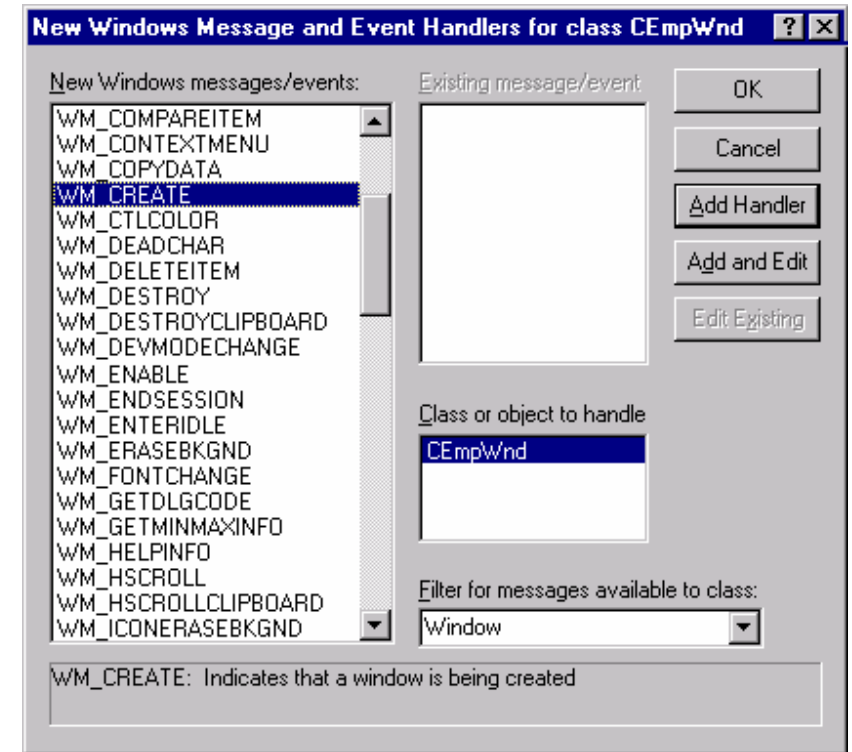 New Windows Message and Event Handlers for class CEmpWnd
New Windows messages/events:
WM_COMPAREITEM
WM_CONTEXTMENU
WM_COPYDATA
WM_CREATE
WM_CTLCOLOR
WM_DEADCHAR
WM_DELETEITEM
WM_DESTROY
WM_DESTROYCLIPBOARD
WM_DEVMODECHANGE
WM_ENABLE
WM_ENDSESSION
WM_ENTERIDLE
WM_ERASEBKGND
WM_FONTCHANGE
WM_GETDLGCODE
WM_GETMINMAXINFO
WM_HELPINFO
WM_HSCROLL
WM_HSCROLLCLIPBOARD
WM_ICONERASEBKGND
Existing message/event
Class or object to handle
CEmpWnd
Filter for messages available to class:
Window
OK
Cancel
Add Handler
Add and Edit
Edit Existing
WM_CREATE: Indicates that a window is being created